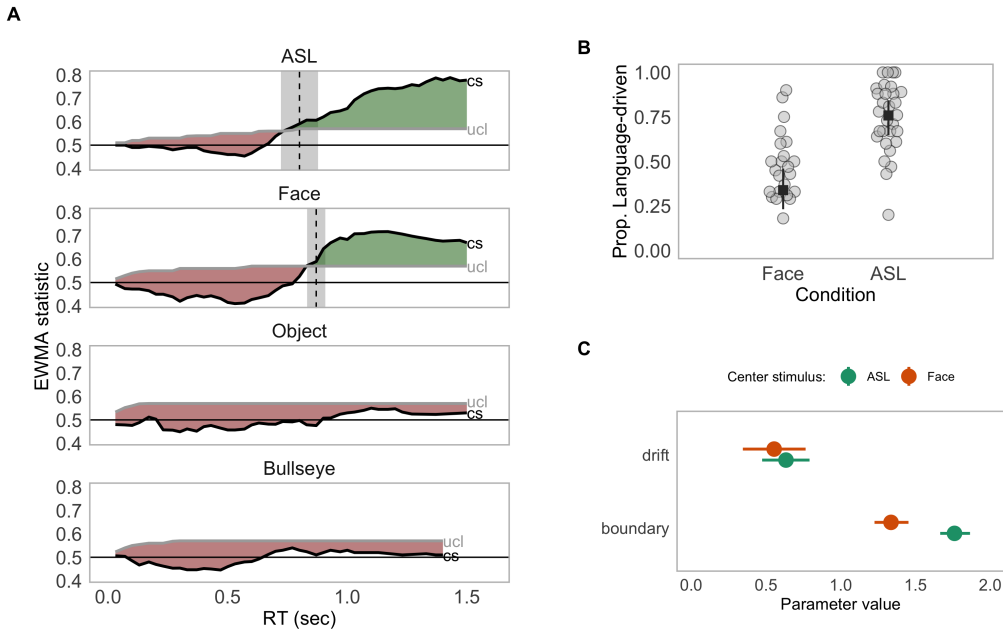 A
ASL
0.8
0.7
0.6
0.5
0.4
cs
ucl
Face
0.8
0.7
0.6
0.5
0.4
cs
ucl
Object
0.8
0.7
0.6
0.5
0.4
ucl
cs
Bullseye
0.8
0.7
0.6
0.5
0.4
ucl
cs
0.0 0.5 1.0 1.5
RT (sec)
EWMA statistic
B
1.00
0.75
0.50
0.25
0.00
Prop. Language-driven
Face ASL
Condition
C
Center stimulus: ASL Face
drift
boundary
0.0 0.5 1.0 1.5 2.0
Parameter value